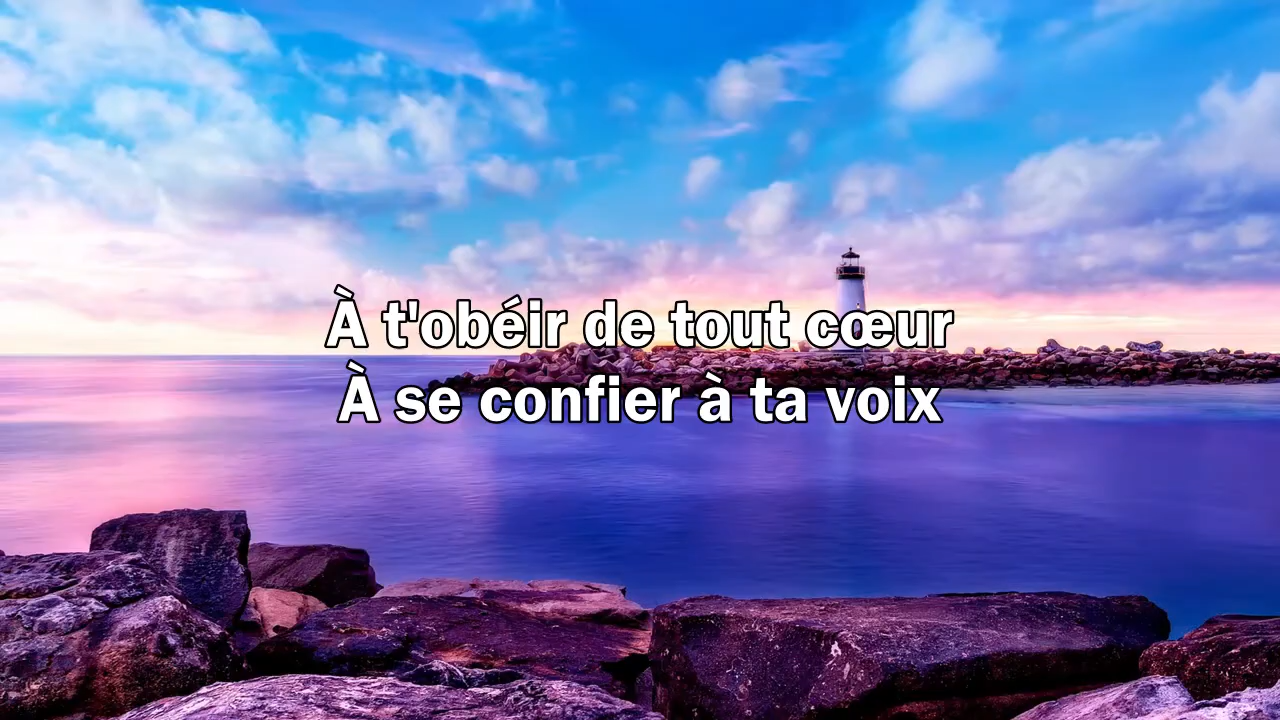 À t'obéir de tout cœur
À se confier à ta voix